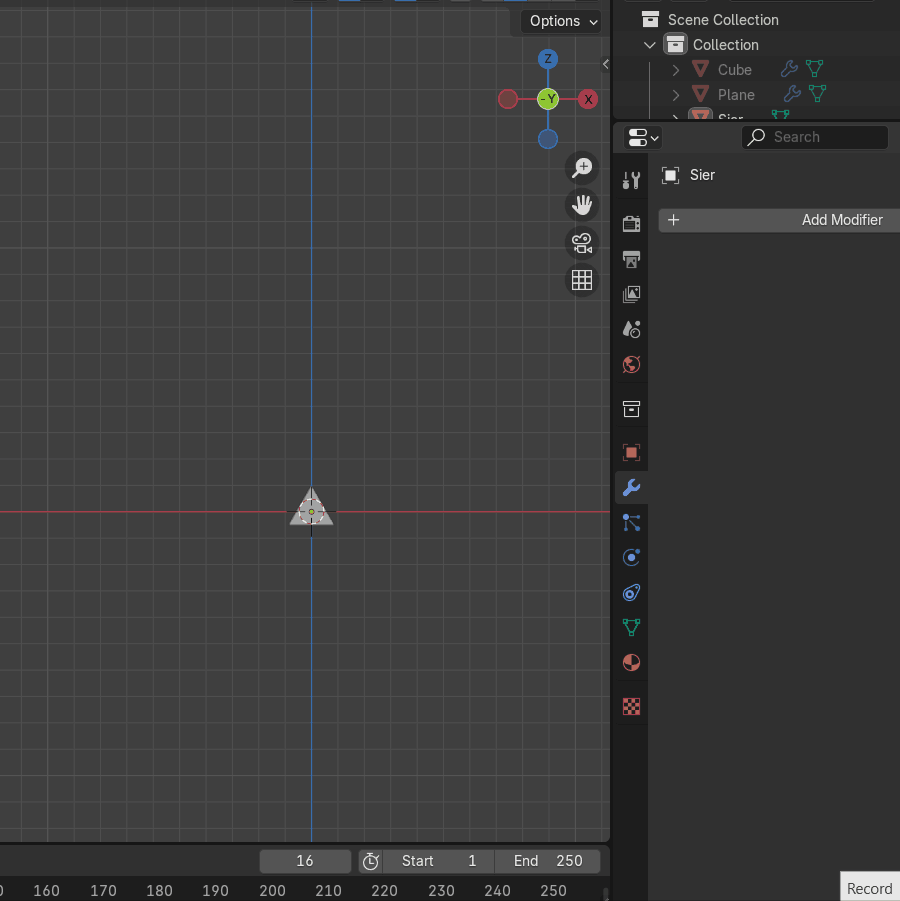 Options
Z
-Y
X
Scene Collection
Collection
Cube
Plane
Sier
Search
Sier
+ Add Modifier
16
Start 1
End 250
160 170 180 190 200 210 220 230 240 250
Record